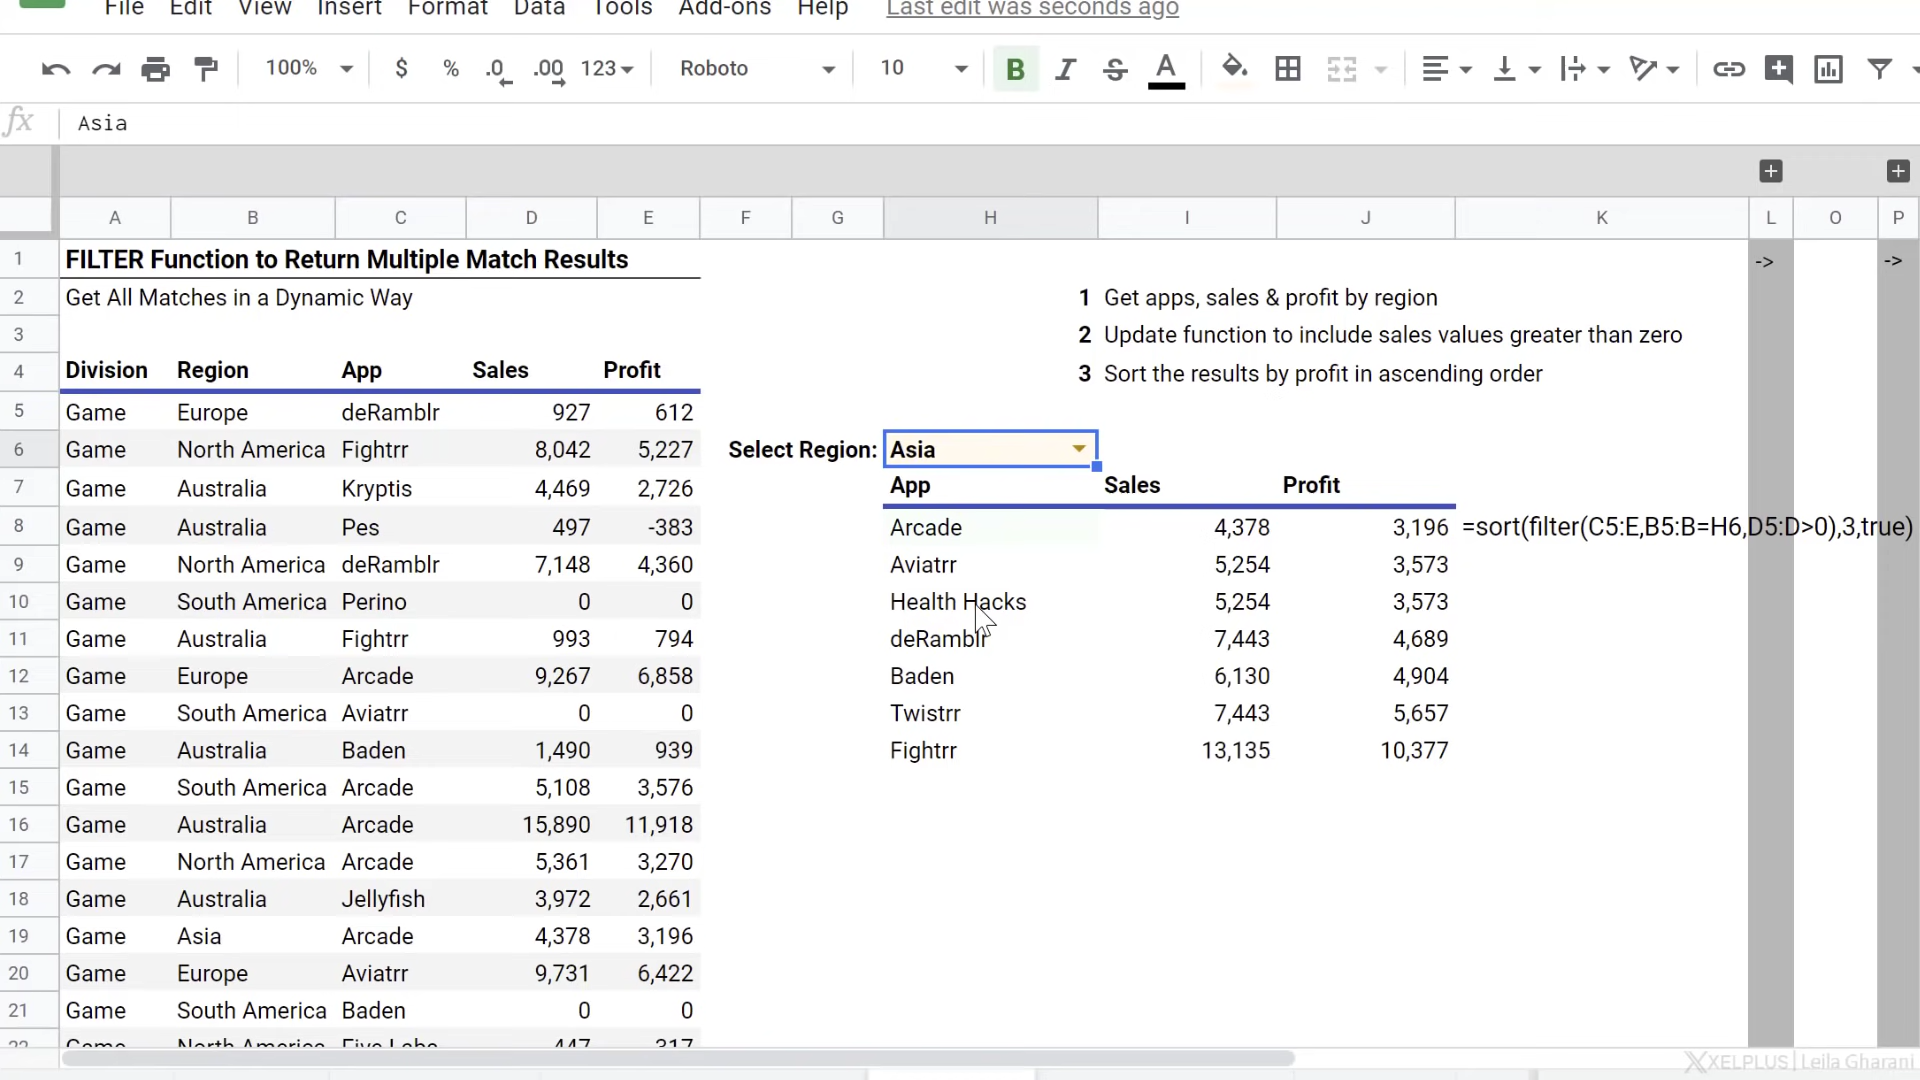 File Edit View Insert Format Data Tools Add-ons Help Last edit was seconds ago
100% $ % .0 .00 123 Roboto 10 B I S A
fx Asia
A B C D E F G H I J K L O P
1 FILTER Function to Return Multiple Match Results -> ->
2 Get All Matches in a Dynamic Way 1 Get apps, sales & profit by region
3 2 Update function to include sales values greater than zero
4 Division Region App Sales Profit 3 Sort the results by profit in ascending order
5 Game Europe deRamblr 927 612
6 Game North America Fightrr 8,042 5,227 Select Region: Asia
7 Game Australia Kryptis 4,469 2,726 App Sales Profit
8 Game Australia Pes 497 -383 Arcade 4,378 3,196 =sort(filter(C5:E,B5:B=H6,D5:D>0),3,true)
9 Game North America deRamblr 7,148 4,360 Aviatrr 5,254 3,573
10 Game South America Perino 0 0 Health Hacks 5,254 3,573
11 Game Australia Fightrr 993 794 deRamblr 7,443 4,689
12 Game Europe Arcade 9,267 6,858 Baden 6,130 4,904
13 Game South America Aviatrr 0 0 Twistrr 7,443 5,657
14 Game Australia Baden 1,490 939 Fightrr 13,135 10,377
15 Game South America Arcade 5,108 3,576
16 Game Australia Arcade 15,890 11,918
17 Game North America Arcade 5,361 3,270
18 Game Australia Jellyfish 3,972 2,661
19 Game Asia Arcade 4,378 3,196
20 Game Europe Aviatrr 9,731 6,422
21 Game South America Baden 0 0
22 Game North America Five Labs 447 317
XELPLUS | Leila Gharani